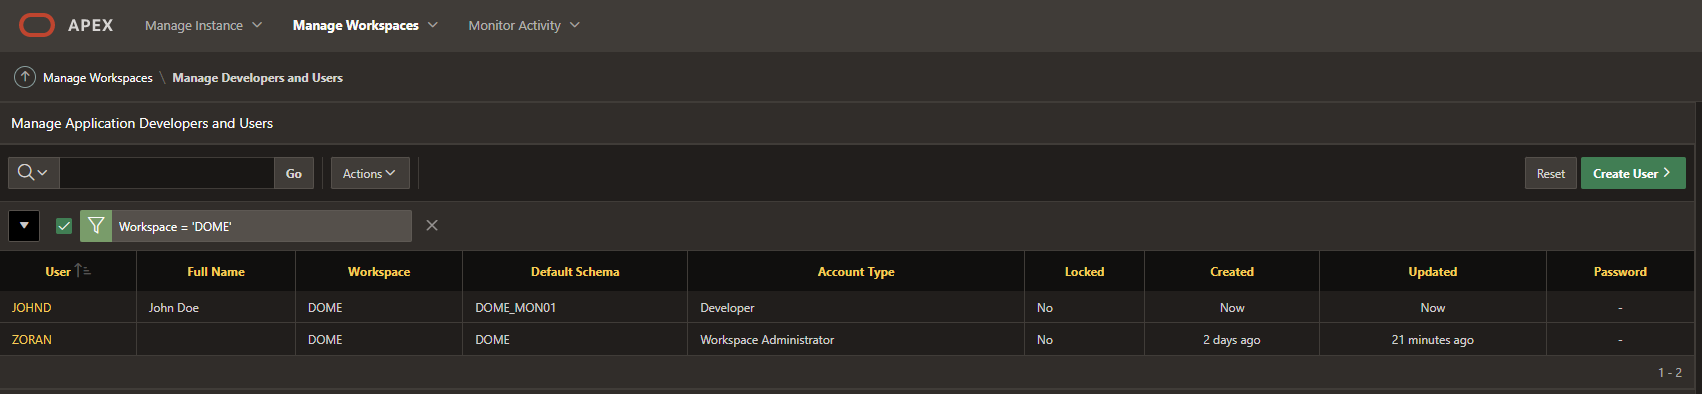 APEX Manage Instance Manage Workspaces Monitor Activity
Manage Workspaces \ Manage Developers and Users
Manage Application Developers and Users
Go Actions Reset Create User
Workspace = 'DOME'
User Full Name Workspace Default Schema Account Type Locked Created Updated Password
JOHND John Doe DOME DOME_MON01 Developer No Now Now -
ZORAN DOME DOME Workspace Administrator No 2 days ago 21 minutes ago -
1 - 2